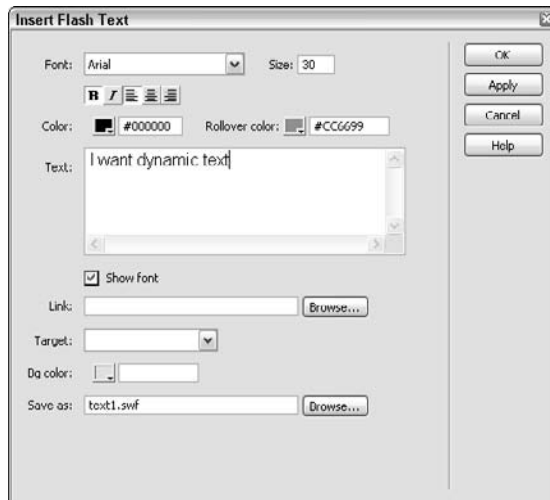 Insert Flash Text
Font: Arial Size: 30
B I
Color: #000000 Rollover color: #CC6699
Text: I want dynamic text
Show font
Link: Browse...
Target:
Bg color:
Save as: text1.swf Browse...
OK
Apply
Cancel
Help